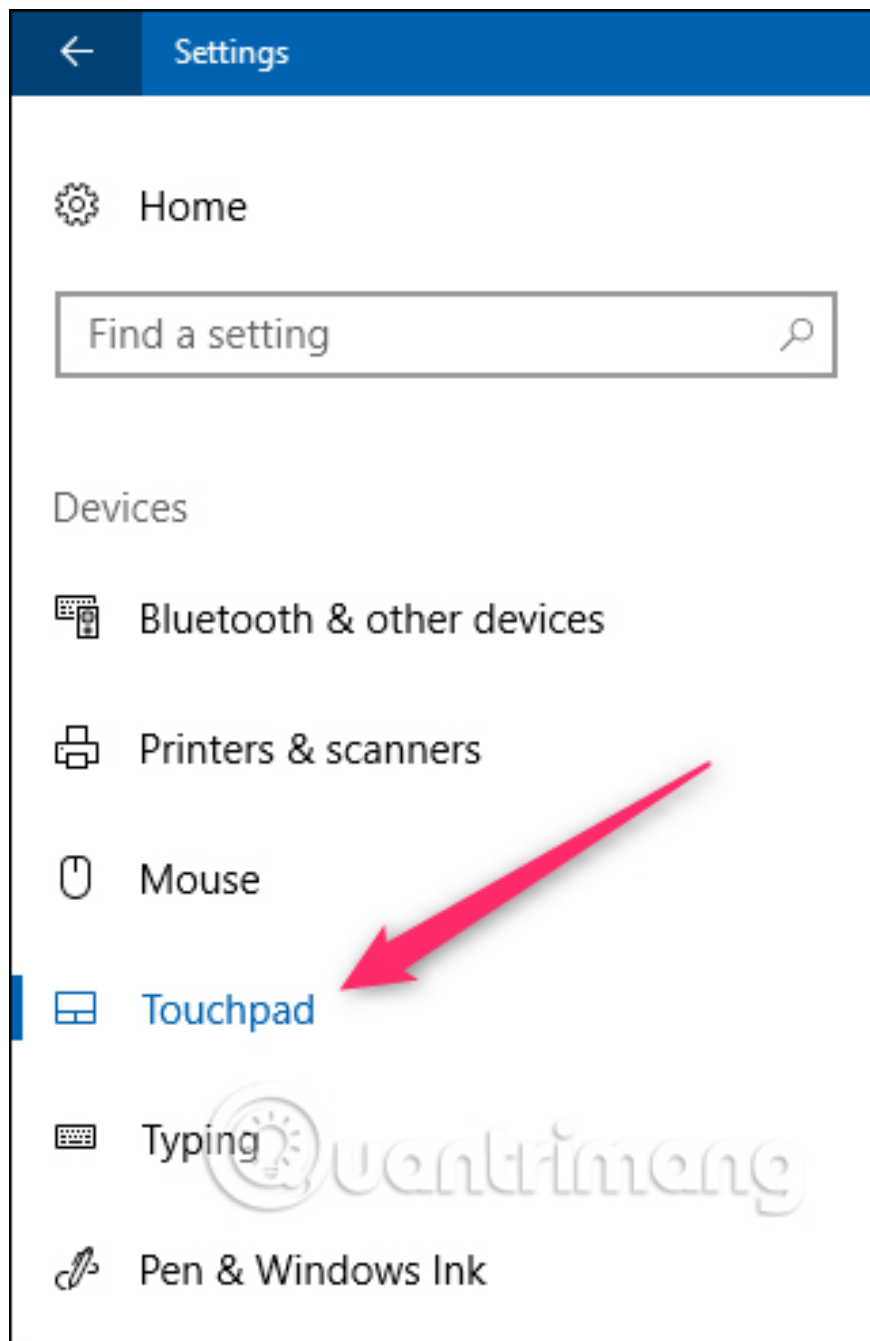 Settings
Home
Find a setting
Devices
Bluetooth & other devices
Printers & scanners
Mouse
Touchpad
Typing
Quantrimang
Pen & Windows Ink